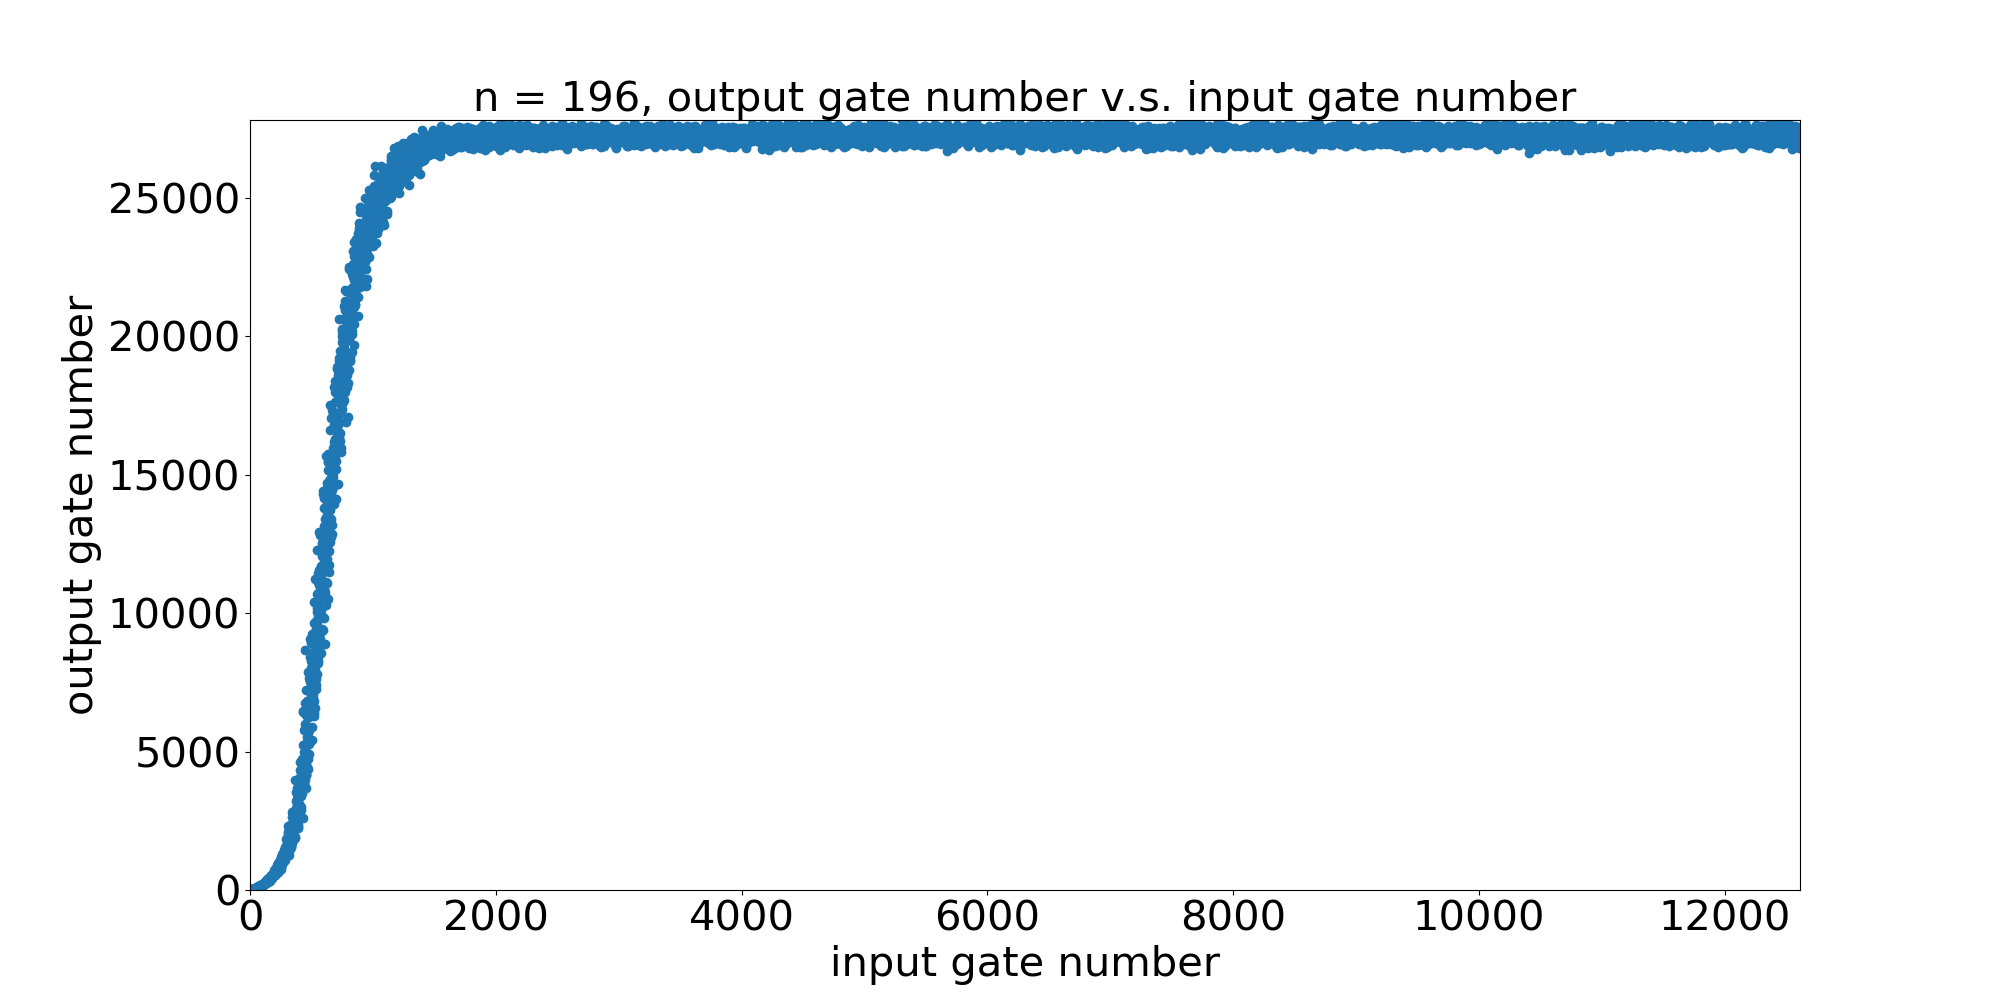 n = 196, output gate number v.s. input gate number
output gate number
25000
20000
15000
10000
5000
0
0 2000 4000 6000 8000 10000 12000
input gate number